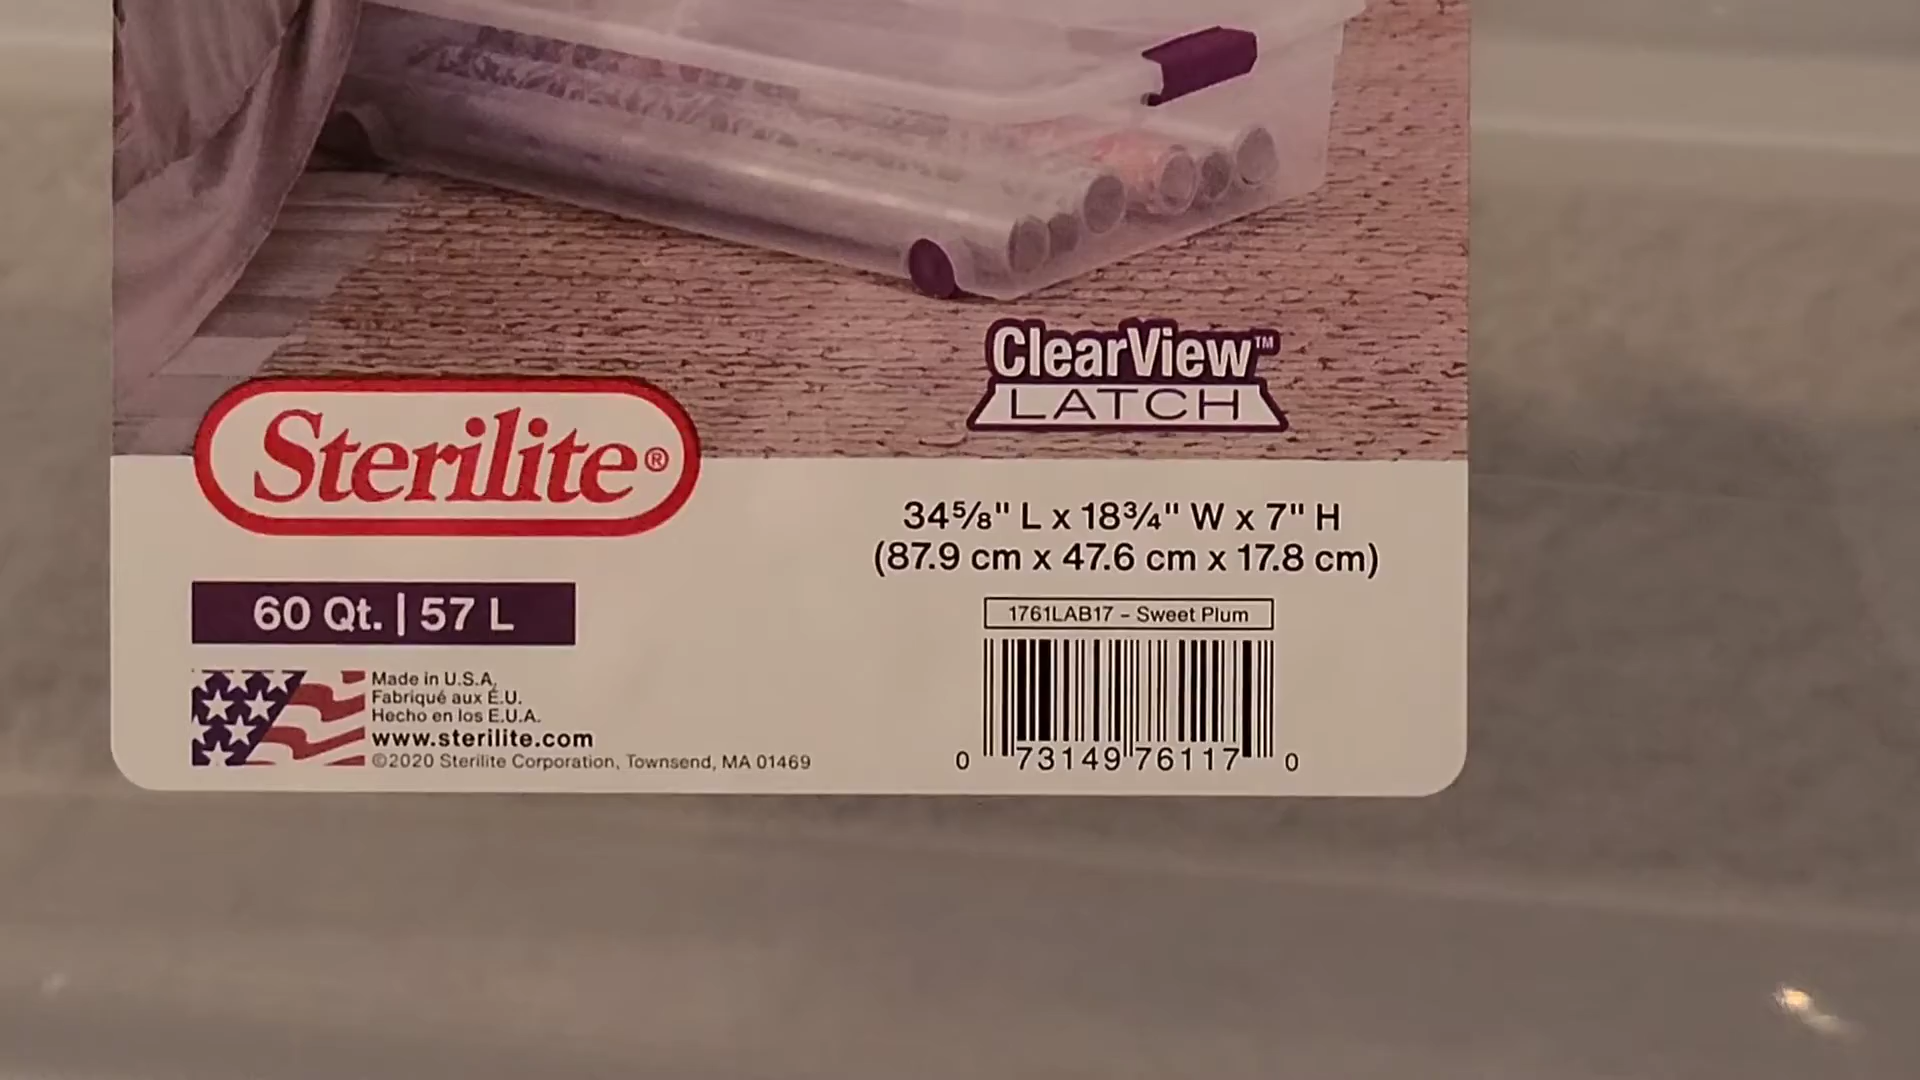 ClearView™
LATCH
Sterilite®
34⅝" L x 18¾" W x 7" H
(87.9 cm x 47.6 cm x 17.8 cm)
60 Qt. | 57 L
1761LAB17 – Sweet Plum
Made in U.S.A.
Fabriqué aux É.U.
Hecho en los E.U.A.
www.sterilite.com
©2020 Sterilite Corporation, Townsend, MA 01469
0 73149 76117 0